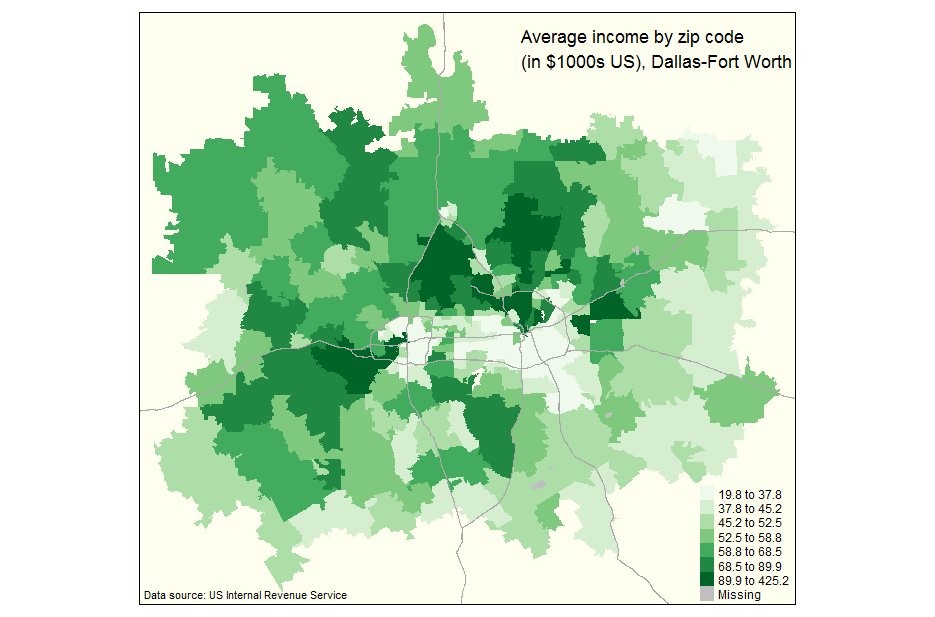 Average income by zip code
(in $1000s US), Dallas-Fort Worth
19.8 to 37.8
37.8 to 45.2
45.2 to 52.5
52.5 to 58.8
58.8 to 68.5
68.5 to 89.9
89.9 to 425.2
Missing
Data source: US Internal Revenue Service